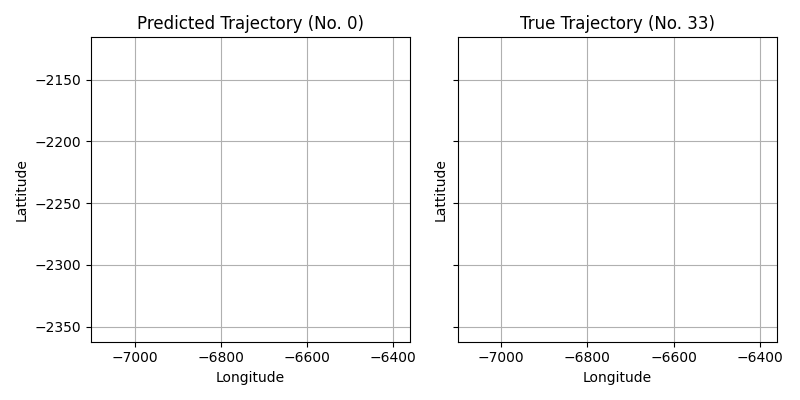 Predicted Trajectory (No. 0)
−2150
−2200
−2250
−2300
−2350
Lattitude
−7000 −6800 −6600 −6400
Longitude
True Trajectory (No. 33)
Lattitude
−7000 −6800 −6600 −6400
Longitude